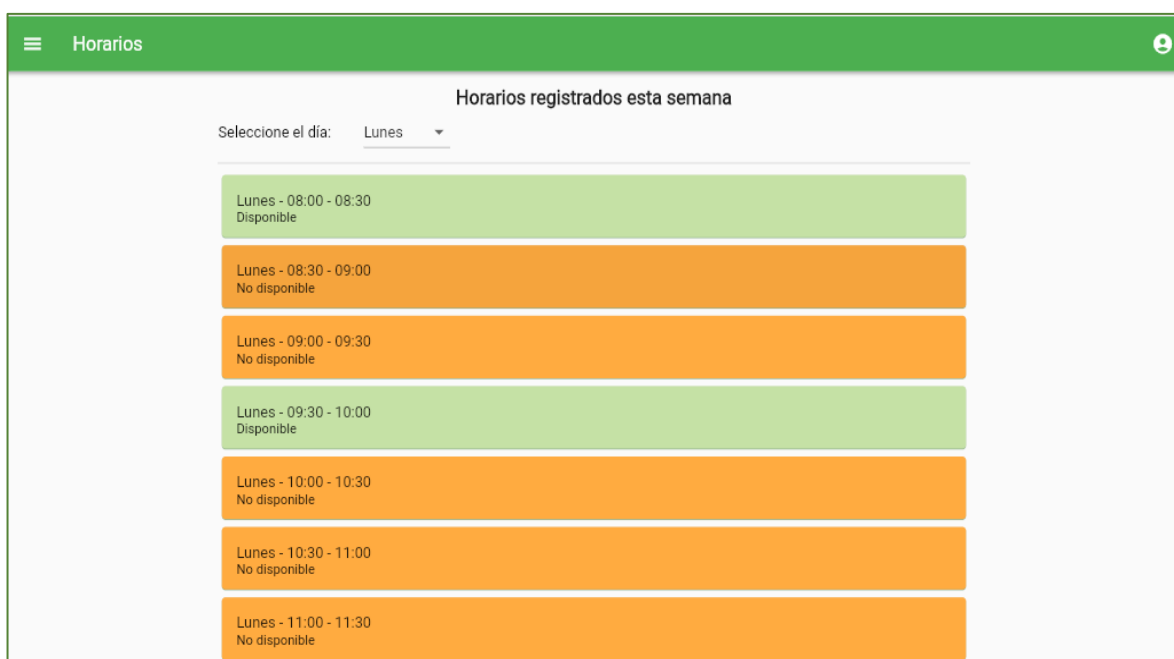 Horarios
Horarios registrados esta semana
Seleccione el día: Lunes
Lunes - 08:00 - 08:30
Disponible
Lunes - 08:30 - 09:00
No disponible
Lunes - 09:00 - 09:30
No disponible
Lunes - 09:30 - 10:00
Disponible
Lunes - 10:00 - 10:30
No disponible
Lunes - 10:30 - 11:00
No disponible
Lunes - 11:00 - 11:30
No disponible